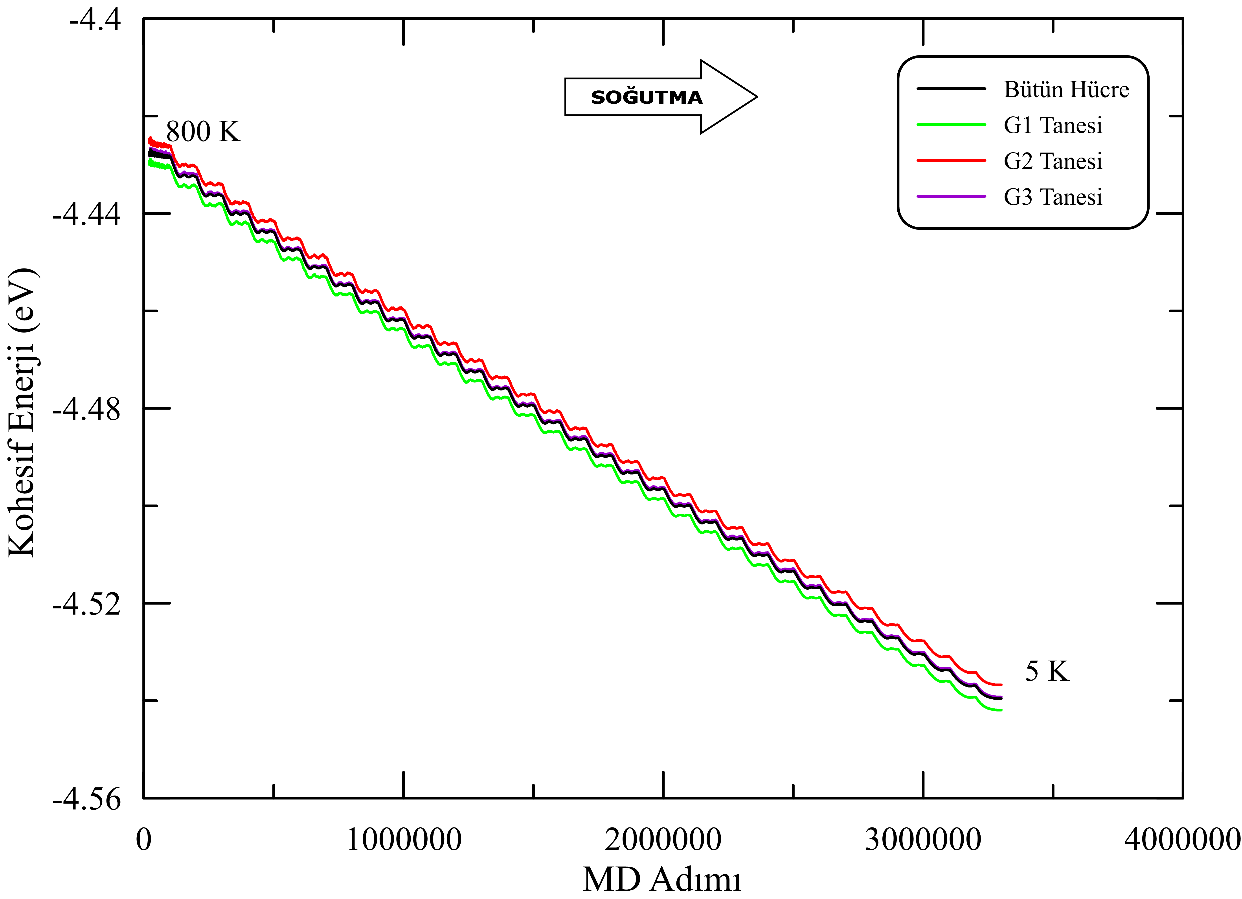 -4.4
-4.44
-4.48
-4.52
-4.56
Kohesif Enerji (eV)
800 K
SOĞUTMA
Bütün Hücre
G1 Tanesi
G2 Tanesi
G3 Tanesi
5 K
0
1000000
2000000
3000000
4000000
MD Adımı